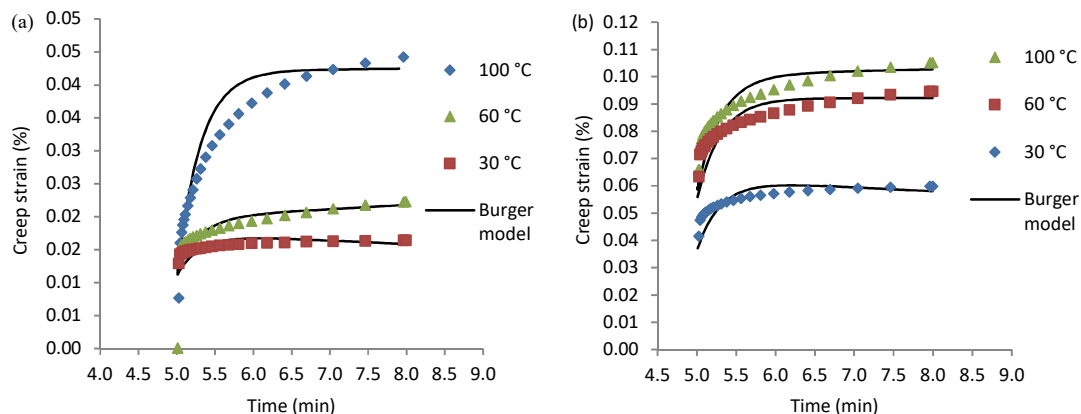 (a)
Creep strain (%)
0.05
0.05
0.04
0.04
0.03
0.03
0.02
0.02
0.01
0.01
0.00
4.0 4.5 5.0 5.5 6.0 6.5 7.0 7.5 8.0 8.5 9.0
Time (min)
100 °C
60 °C
30 °C
Burger
model
(b)
Creep strain (%)
0.12
0.11
0.10
0.09
0.08
0.07
0.06
0.05
0.04
0.03
0.02
0.01
0.00
4.5 5.0 5.5 6.0 6.5 7.0 7.5 8.0 8.5 9.0
Time (min)
100 °C
60 °C
30 °C
Burger
model